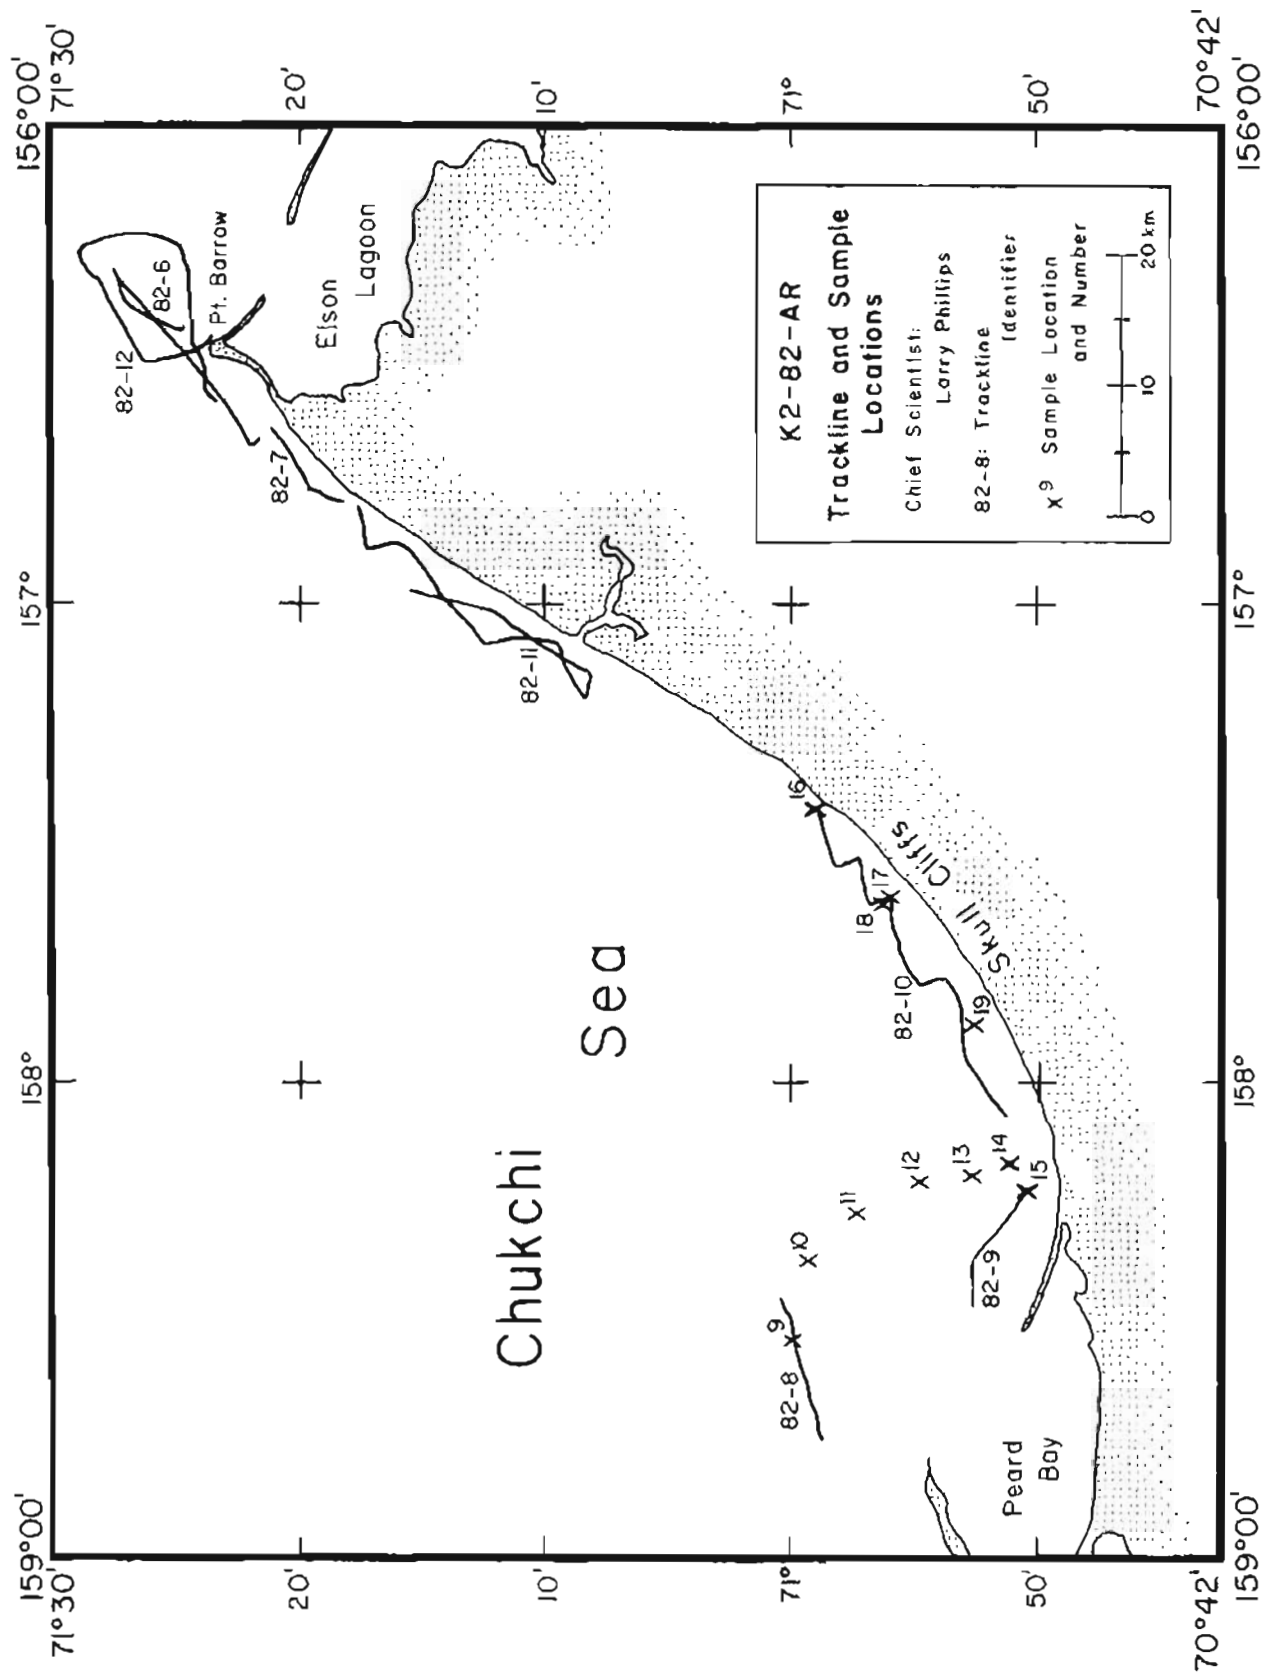 159°00'
158°
157°
156°00'
71°30'
71°30'
20'
20'
10'
10'
71°
71°
50'
50'
70°42'
70°42'
159°00'
158°
157°
156°00'
82-12
82-6
Pt. Barrow
82-7
Elson
Lagoon
82-11
Chukchi
Sea
16
17
18
Skull Cliffs
82-10
19
82-8
9
10
11
12
13
14
15
82-9
Peard
Bay
K2-82-AR
Trackline and Sample
Locations
Chief Scientist:
Larry Phillips
82-8: Trackline
Identifier
X9 Sample Location
and Number
0 10 20 km